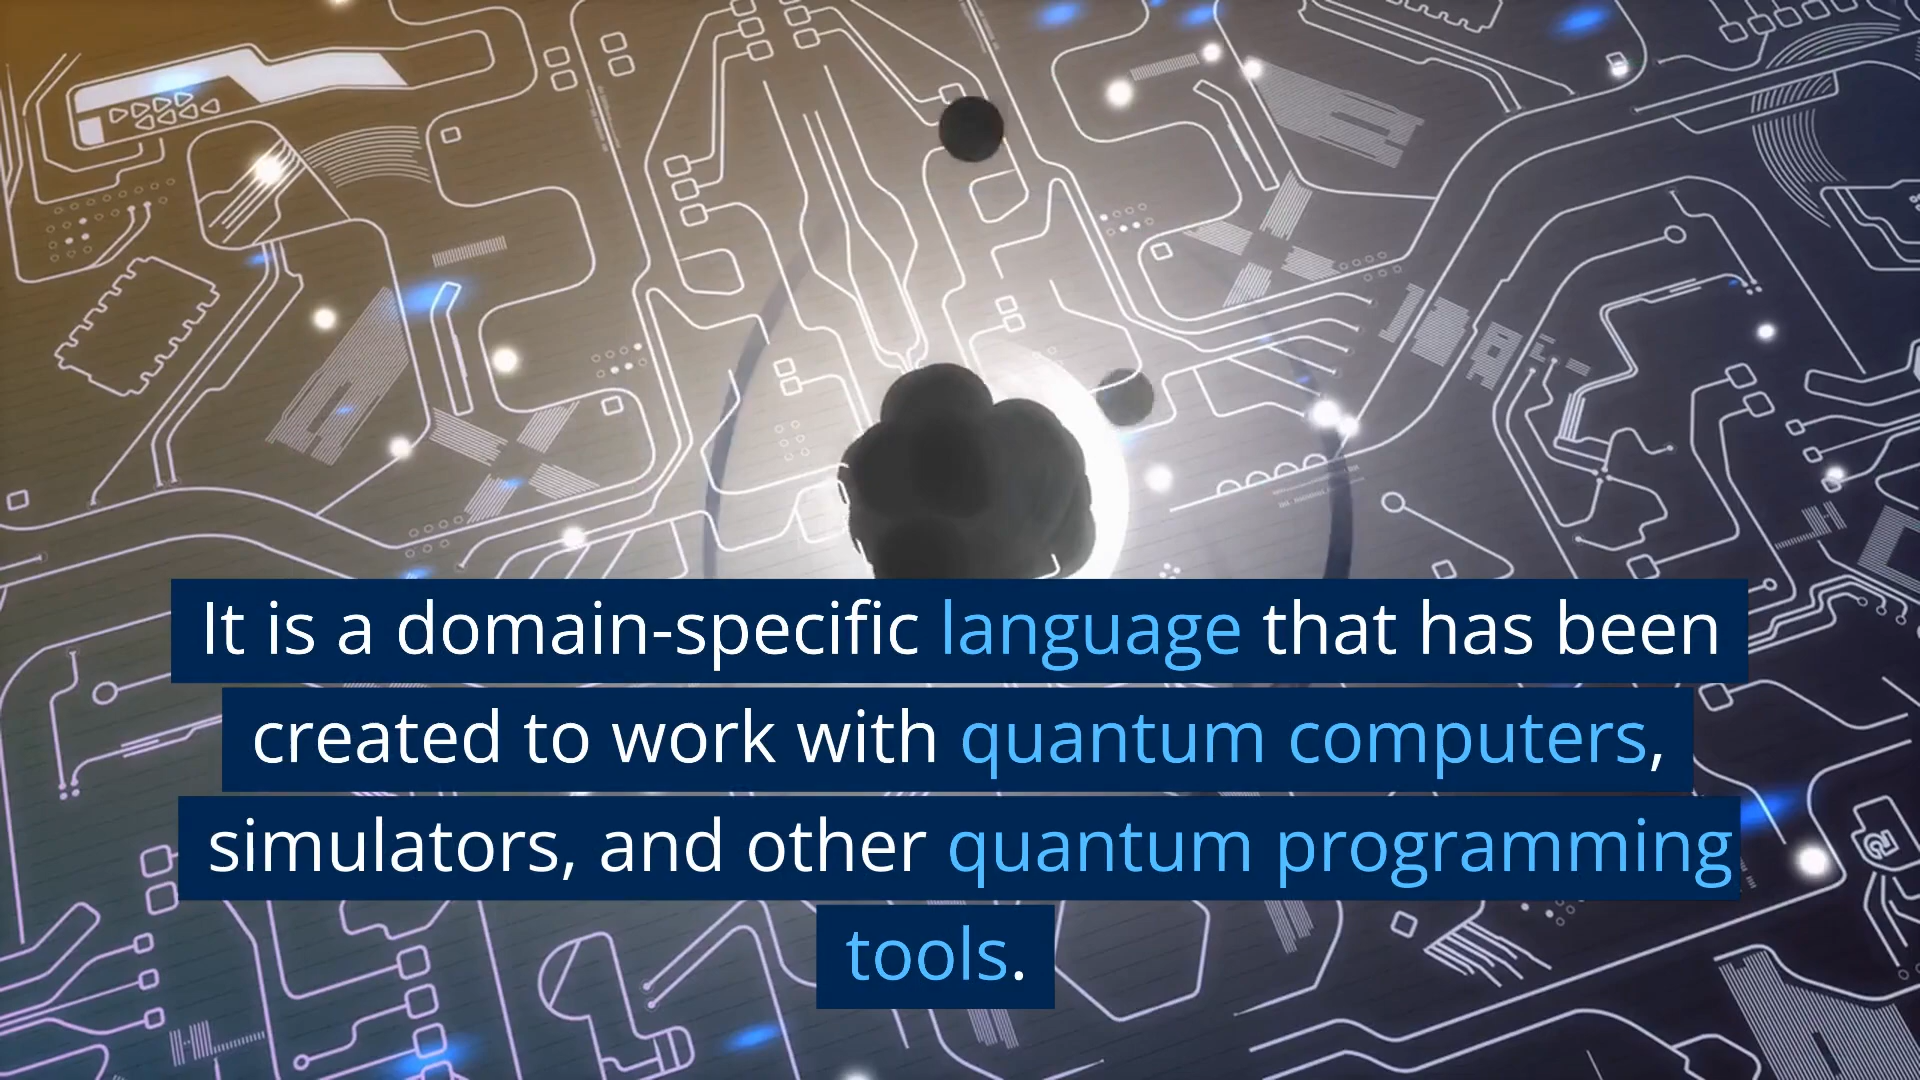 It is a domain-specific language that has been
created to work with quantum computers,
simulators, and other quantum programming
tools.